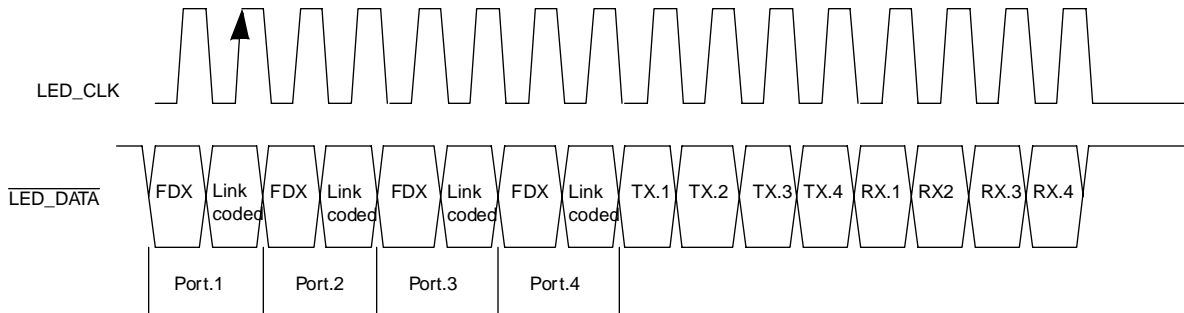 LED_CLK
LED_DATA
FDX Link coded FDX Link coded FDX Link coded FDX Link coded TX.1 TX.2 TX.3 TX.4 RX.1 RX2 RX.3 RX.4
Port.1 Port.2 Port.3 Port.4